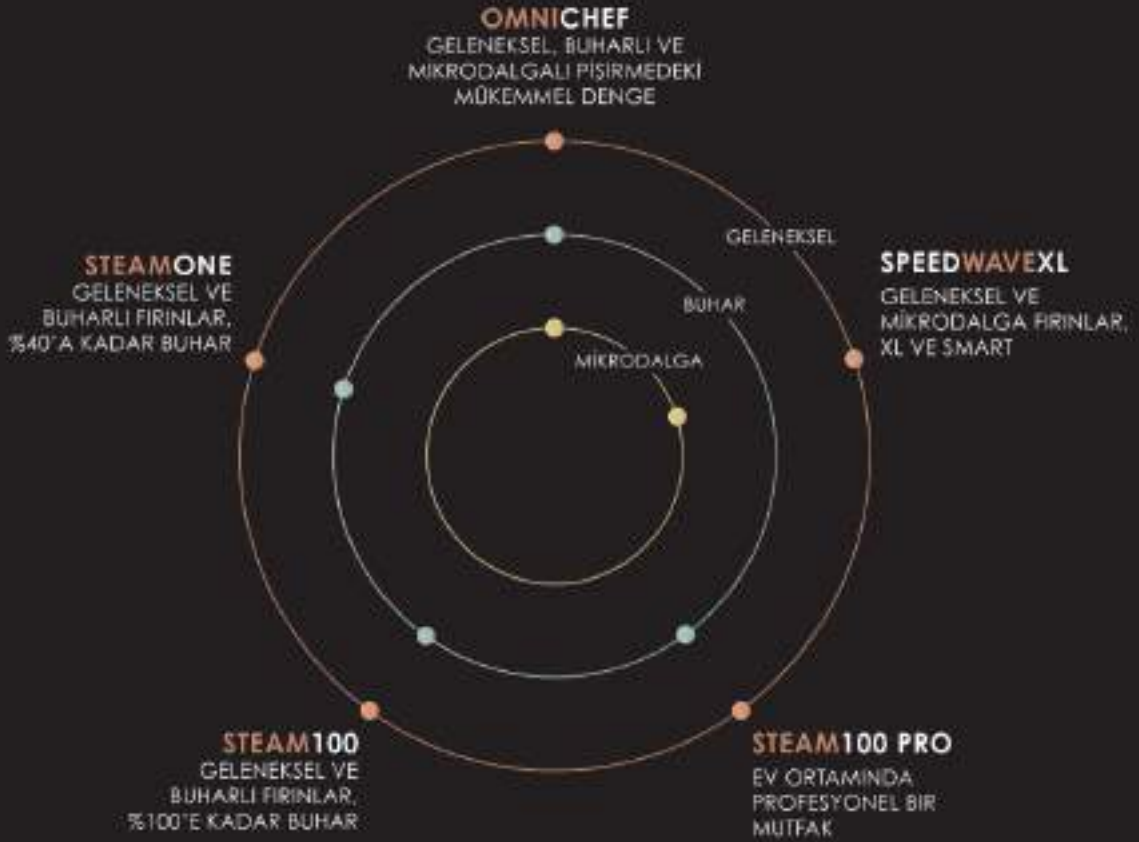 OMNICHEF
GELENEKSEL, BUHARLI VE
MİKRODALGALI PİŞİRMEDEKİ
MÜKEMMEL DENGE
GELENEKSEL
BUHAR
MİKRODALGA
STEAMONE
GELENEKSEL VE
BUHARLI FIRINLAR,
%40'A KADAR BUHAR
SPEEDWAVEXL
GELENEKSEL VE
MİKRODALGA FIRINLAR,
XL VE SMART
STEAM100
GELENEKSEL VE
BUHARLI FIRINLAR,
%100'E KADAR BUHAR
STEAM100 PRO
EV ORTAMINDA
PROFESYONEL BIR
MUTFAK